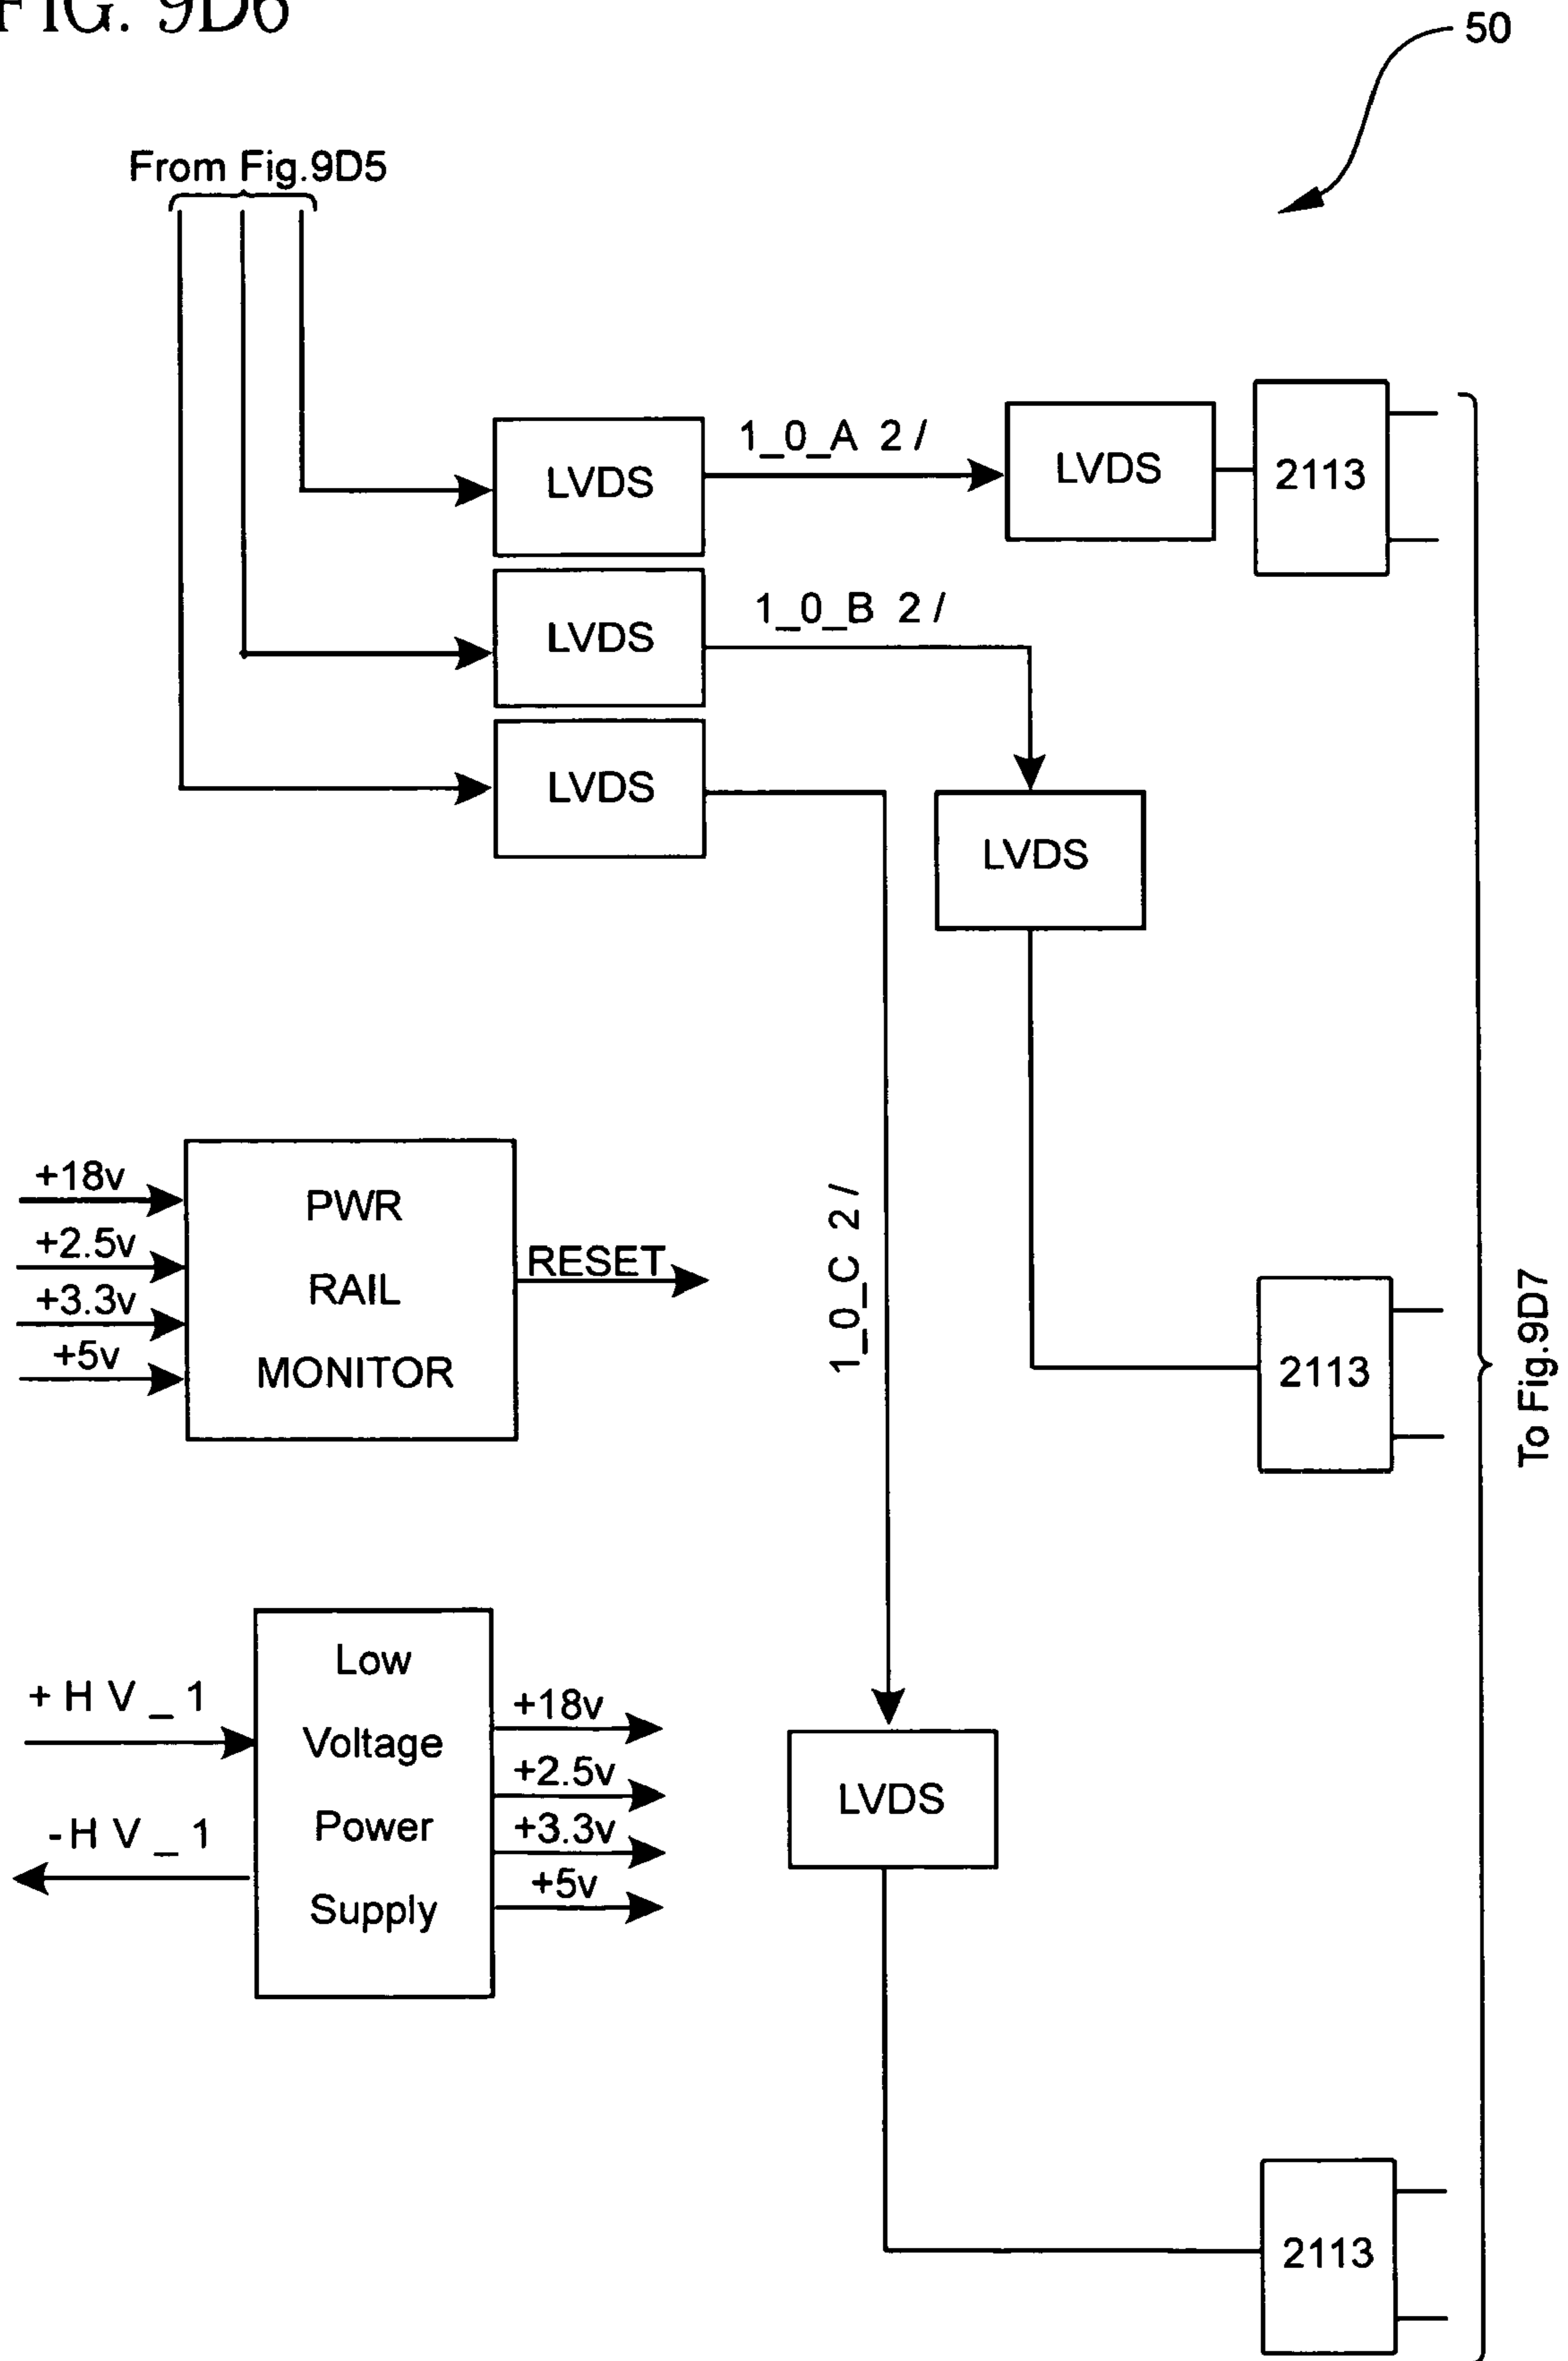 FIG. 9D6
50
From Fig.9D5
LVDS
1_0_A 2 /
LVDS
2113
LVDS
1_0_B 2 /
LVDS
LVDS
1_0_C 2 /
+18v
+2.5v
+3.3v
+5v
PWR
RAIL
MONITOR
RESET
2113
To Fig.9D7
+ H V _ 1
- H V _ 1
Low
Voltage
Power
Supply
+18v
+2.5v
+3.3v
+5v
LVDS
2113